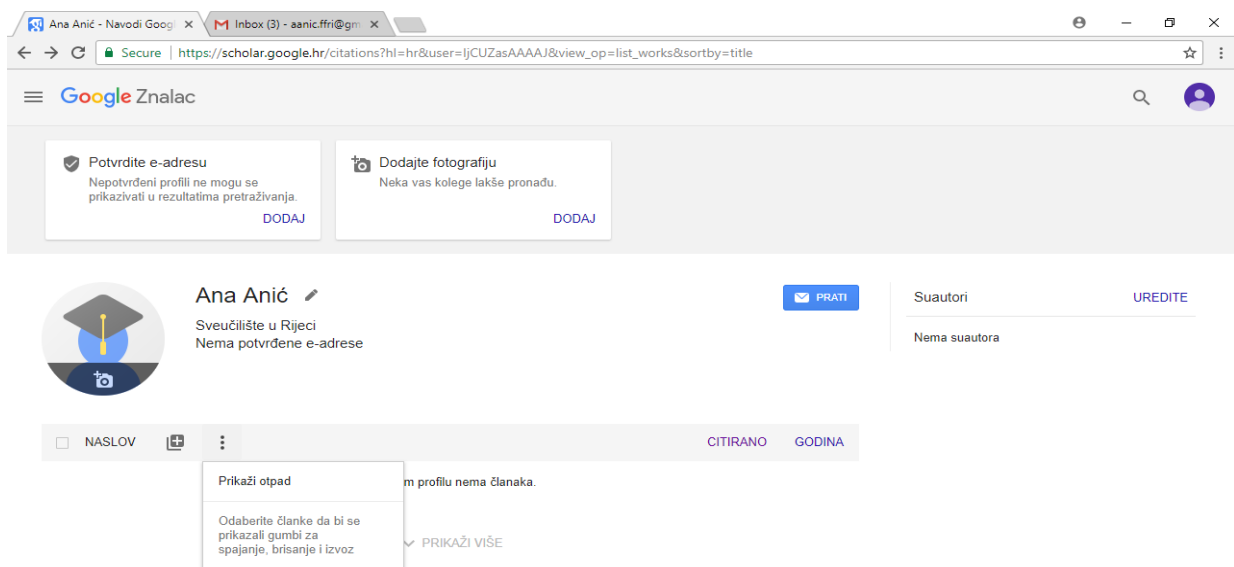 Ana Anić - Navodi Googl
Inbox (3) - aanic.ffri@gm
Secure | https://scholar.google.hr/citations?hl=hr&user=IjCUZasAAAAJ&view_op=list_works&sortby=title
Google Znalac
Potvrdite e-adresu
Nepotvrđeni profili ne mogu se
prikazivati u rezultatima pretraživanja.
DODAJ
Dodajte fotografiju
Neka vas kolege lakše pronađu.
DODAJ
Ana Anić
PRATI
Sveučilište u Rijeci
Nema potvrđene e-adrese
Suautori
UREDITE
Nema suautora
NASLOV
CITIRANO
GODINA
Prikaži otpad
m profilu nema članaka.
Odaberite članke da bi se
prikazali gumbi za
spajanje, brisanje i izvoz
PRIKAŽI VIŠE